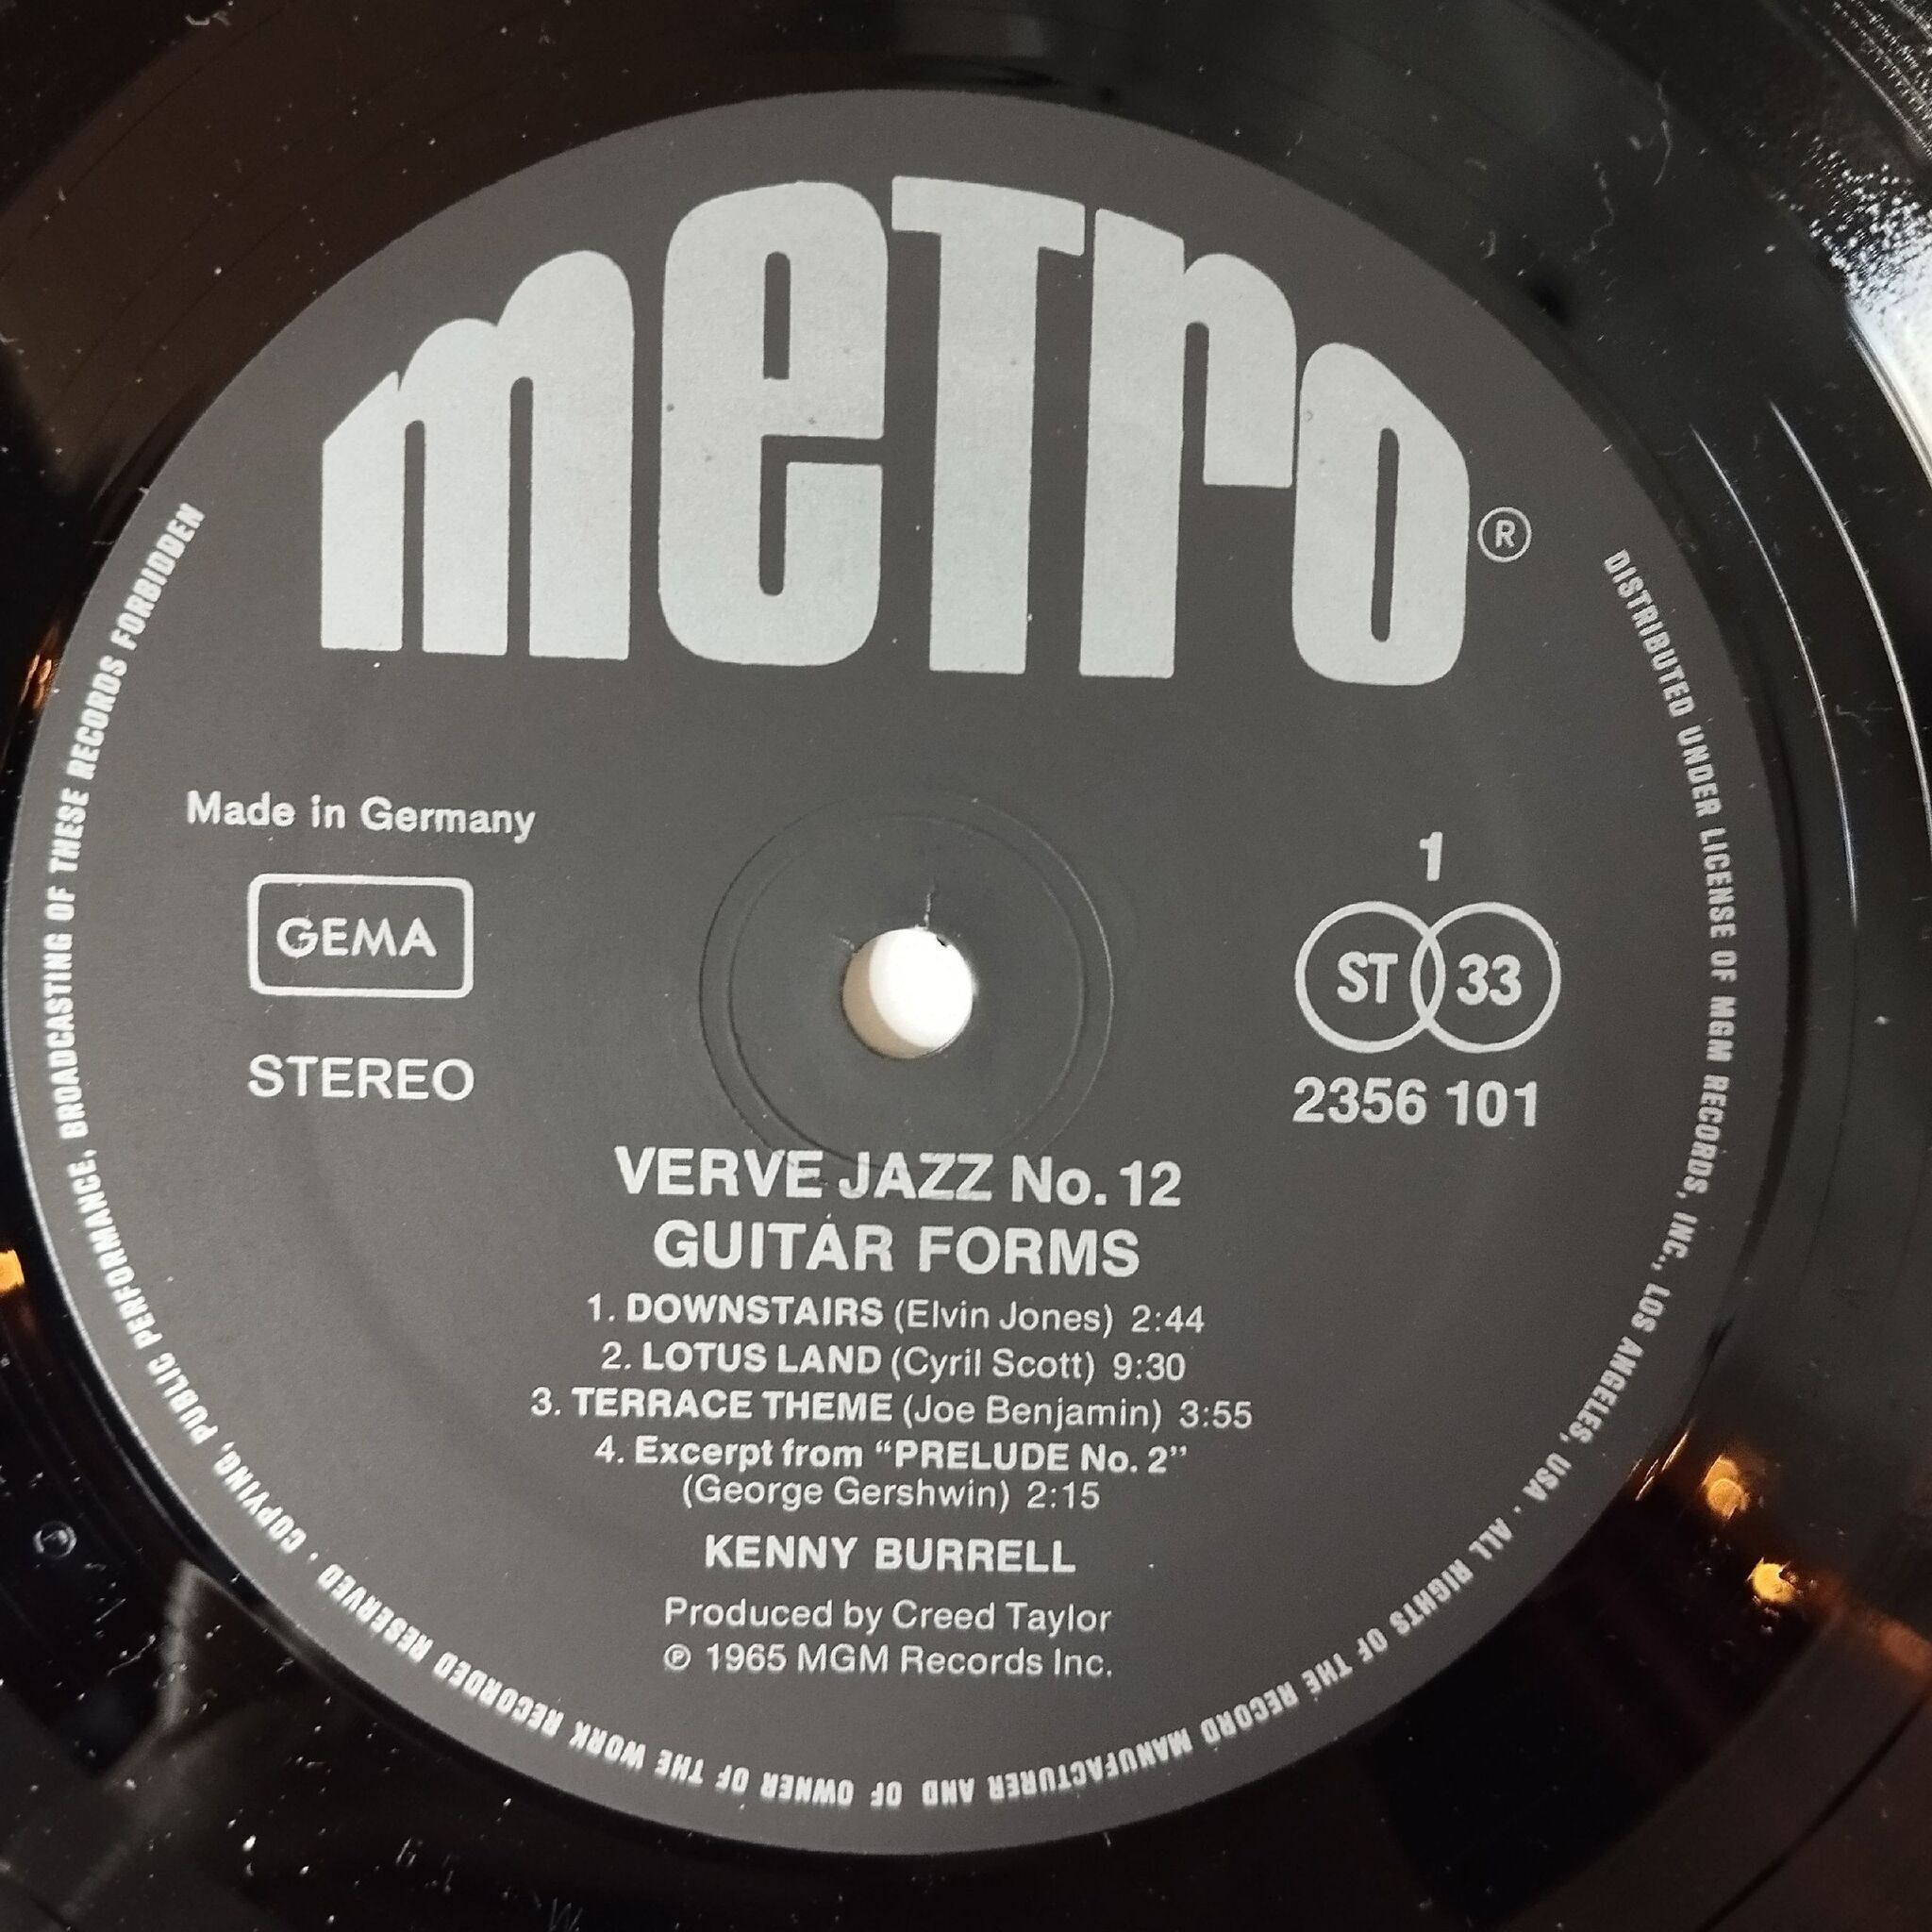 meTro ®
Made in Germany
GEMA
STEREO
1
ST 33
2356 101
VERVE JAZZ No. 12
GUITAR FORMS
1. DOWNSTAIRS (Elvin Jones) 2:44
2. LOTUS LAND (Cyril Scott) 9:30
3. TERRACE THEME (Joe Benjamin) 3:55
4. Excerpt from “PRELUDE No. 2”
(George Gershwin) 2:15
KENNY BURRELL
Produced by Creed Taylor
℗ 1965 MGM Records Inc.
DISTRIBUTED UNDER LICENSE OF MGM RECORDS, INC., LOS ANGELES, USA · ALL RIGHTS OF THE RECORD MANUFACTURER AND OF OWNER OF THE WORK RECORDED RESERVED · COPYING, PUBLIC PERFORMANCE, BROADCASTING OF THESE RECORDS FORBIDDEN